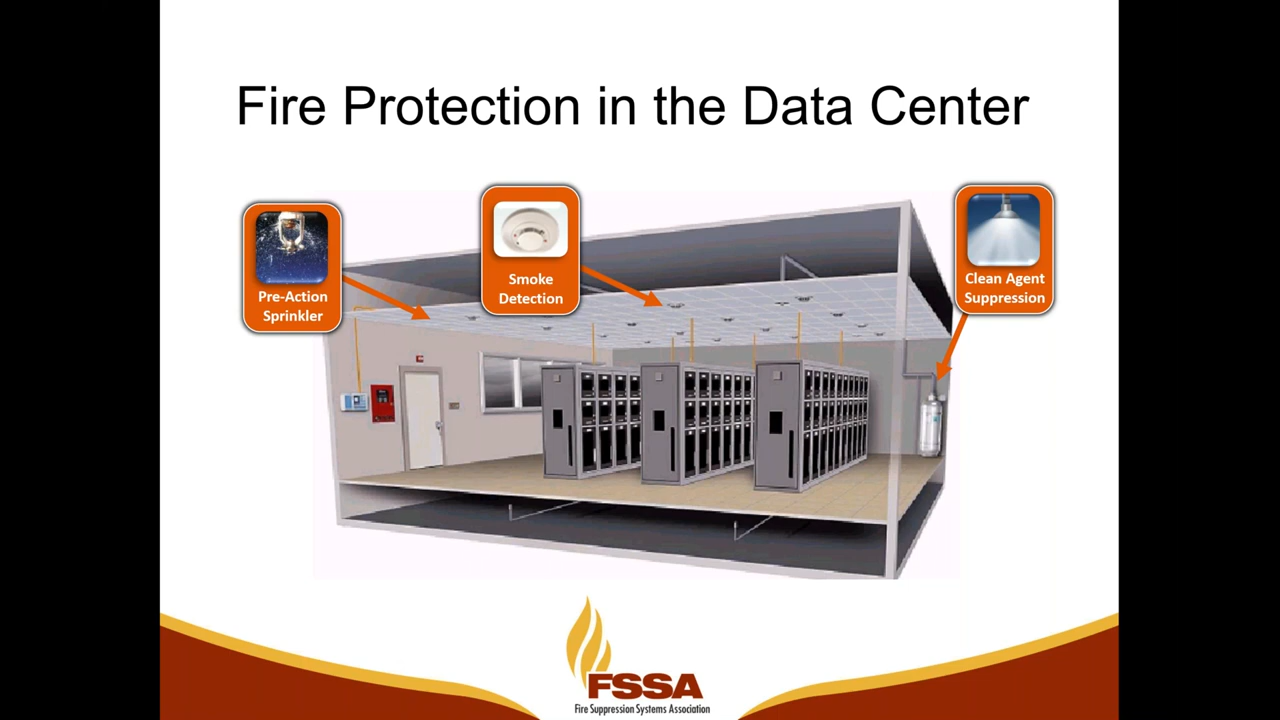 Fire Protection in the Data Center
Pre-Action
Sprinkler
Smoke
Detection
Clean Agent
Suppression
FSSA
Fire Suppression Systems Association